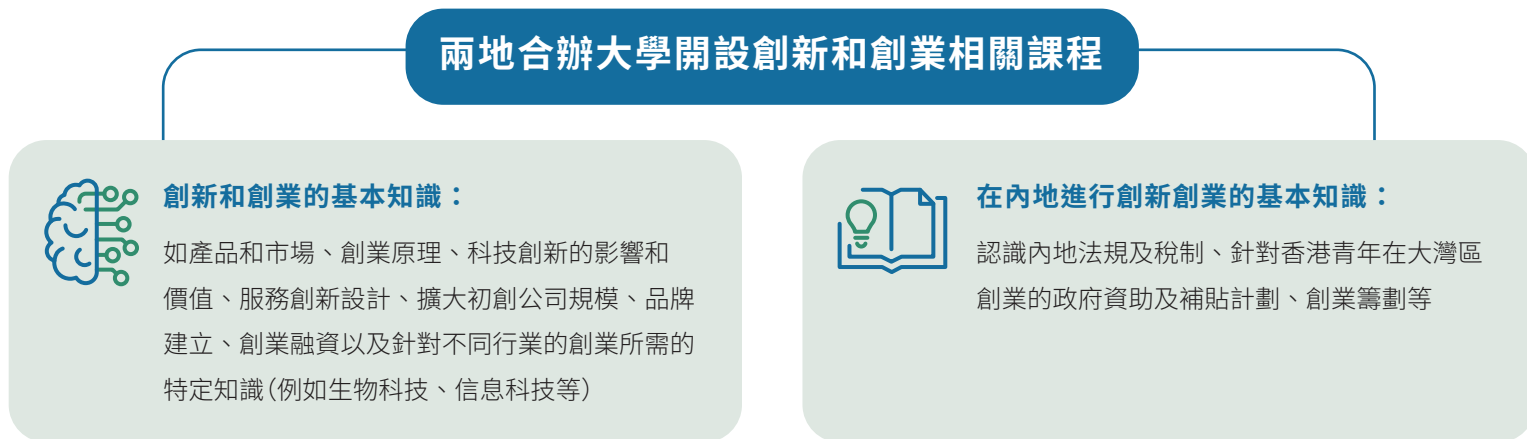 兩地合辦大學開設創新和創業相關課程
創新和創業的基本知識：
如產品和市場、創業原理、科技創新的影響和
價值、服務創新設計、擴大初創公司規模、品牌
建立、創業融資以及針對不同行業的創業所需的
特定知識（例如生物科技、信息科技等）
在內地進行創新創業的基本知識：
認識內地法規及稅制、針對香港青年在大灣區
創業的政府資助及補貼計劃、創業籌劃等